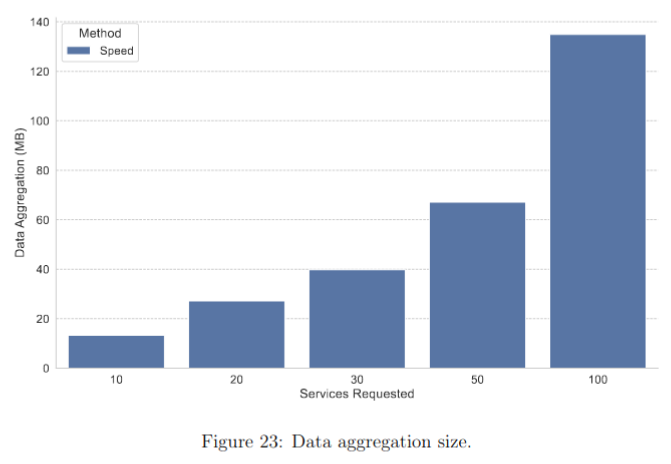 140
120
100
80
60
40
20
0
Data Aggregation (MB)
Method
Speed
10 20 30 50 100
Services Requested
Figure 23: Data aggregation size.